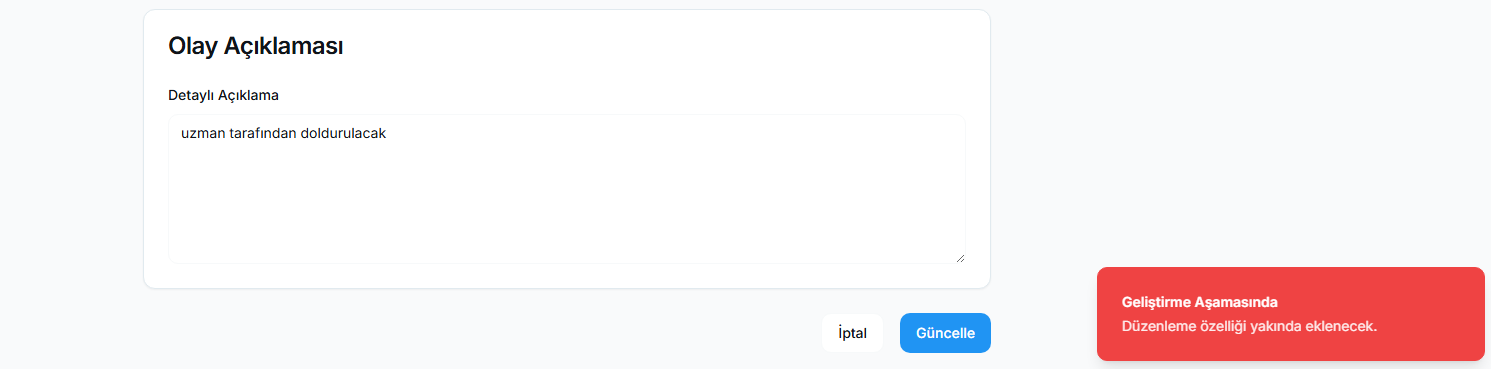 Olay Açıklaması
Detaylı Açıklama
uzman tarafından doldurulacak
İptal
Güncelle
Geliştirme Aşamasında
Düzenleme özelliği yakında eklenecek.